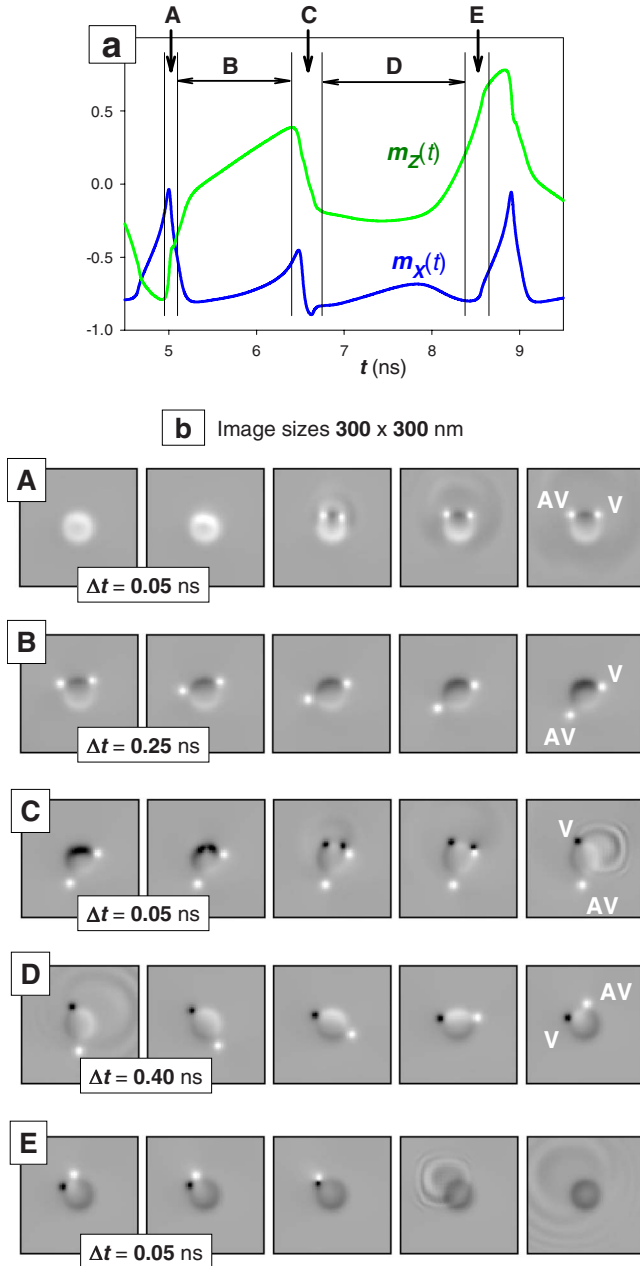 A C E
a
B D
0.5
0.0
-0.5
-1.0
mZ(t)
mX(t)
5 6 7 8 9
t (ns)
b Image sizes 300 x 300 nm
A
AV V
Δt = 0.05 ns
B
V
AV
Δt = 0.25 ns
C
V
AV
Δt = 0.05 ns
D
AV
V
Δt = 0.40 ns
E
Δt = 0.05 ns